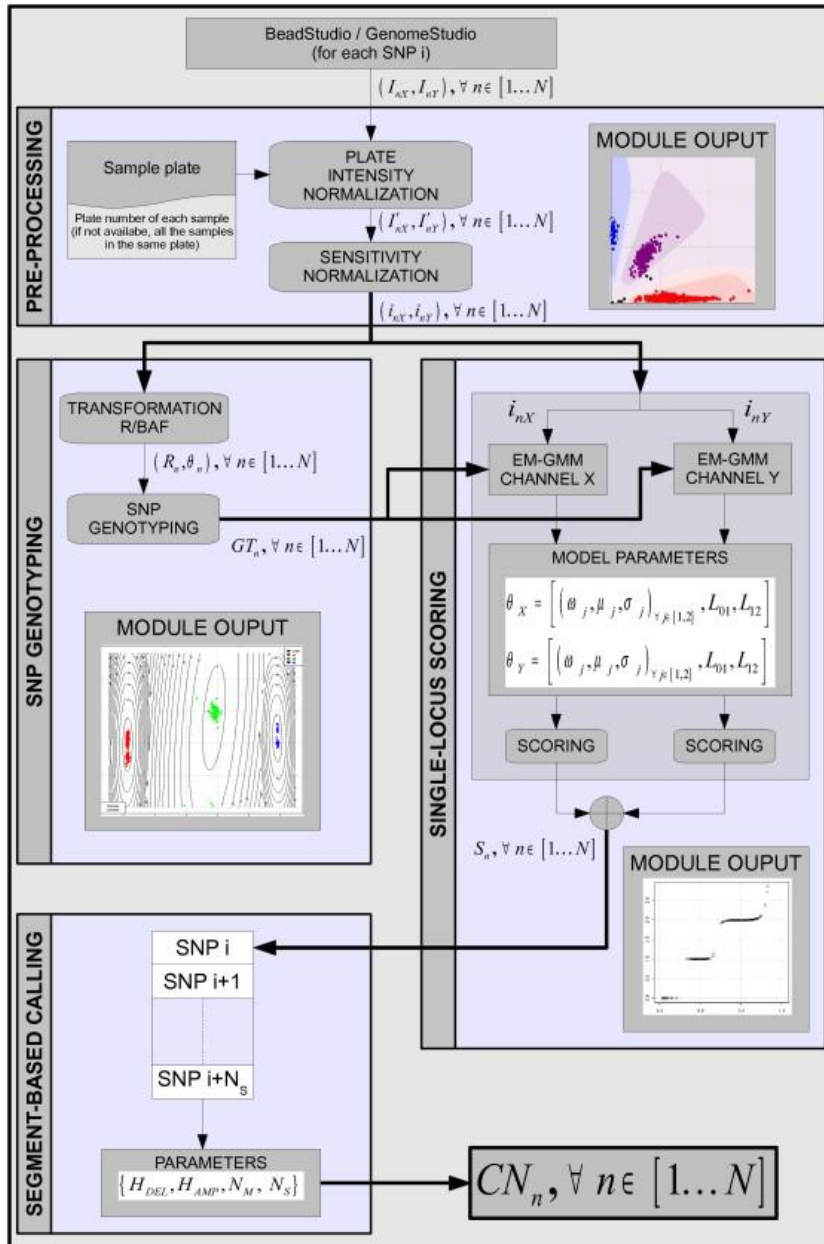 BeadStudio / GenomeStudio
(for each SNP i)
(I_nX, I_nY), ∀ n∈ [1... N]
PRE-PROCESSING
Sample plate
Plate number of each sample
(if not availabe, all the samples
in the same plate)
PLATE
INTENSITY
NORMALIZATION
(I'_nX, I'_nY), ∀ n∈ [1... N]
SENSITIVITY
NORMALIZATION
MODULE OUPUT
(i_nX, i_nY), ∀ n∈ [1... N]
SNP GENOTYPING
TRANSFORMATION
R/BAF
(R_n, θ_n), ∀ n∈ [1... N]
SNP
GENOTYPING
GT_n, ∀ n∈ [1... N]
MODULE OUPUT
SINGLE-LOCUS SCORING
i_nX
i_nY
EM-GMM
CHANNEL X
EM-GMM
CHANNEL Y
MODEL PARAMETERS
θ_X = [(ω_j, μ_j, σ_j)_∀ j∈[1,2], L_01, L_12]
θ_Y = [(ω_j, μ_j, σ_j)_∀ j∈[1,2], L_01, L_12]
SCORING
SCORING
S_n, ∀ n∈ [1... N]
MODULE OUPUT
SEGMENT-BASED CALLING
SNP i
SNP i+1
SNP i+N_S
PARAMETERS
{H_DEL, H_AMP, N_M, N_S}
CN_n, ∀ n∈ [1... N]